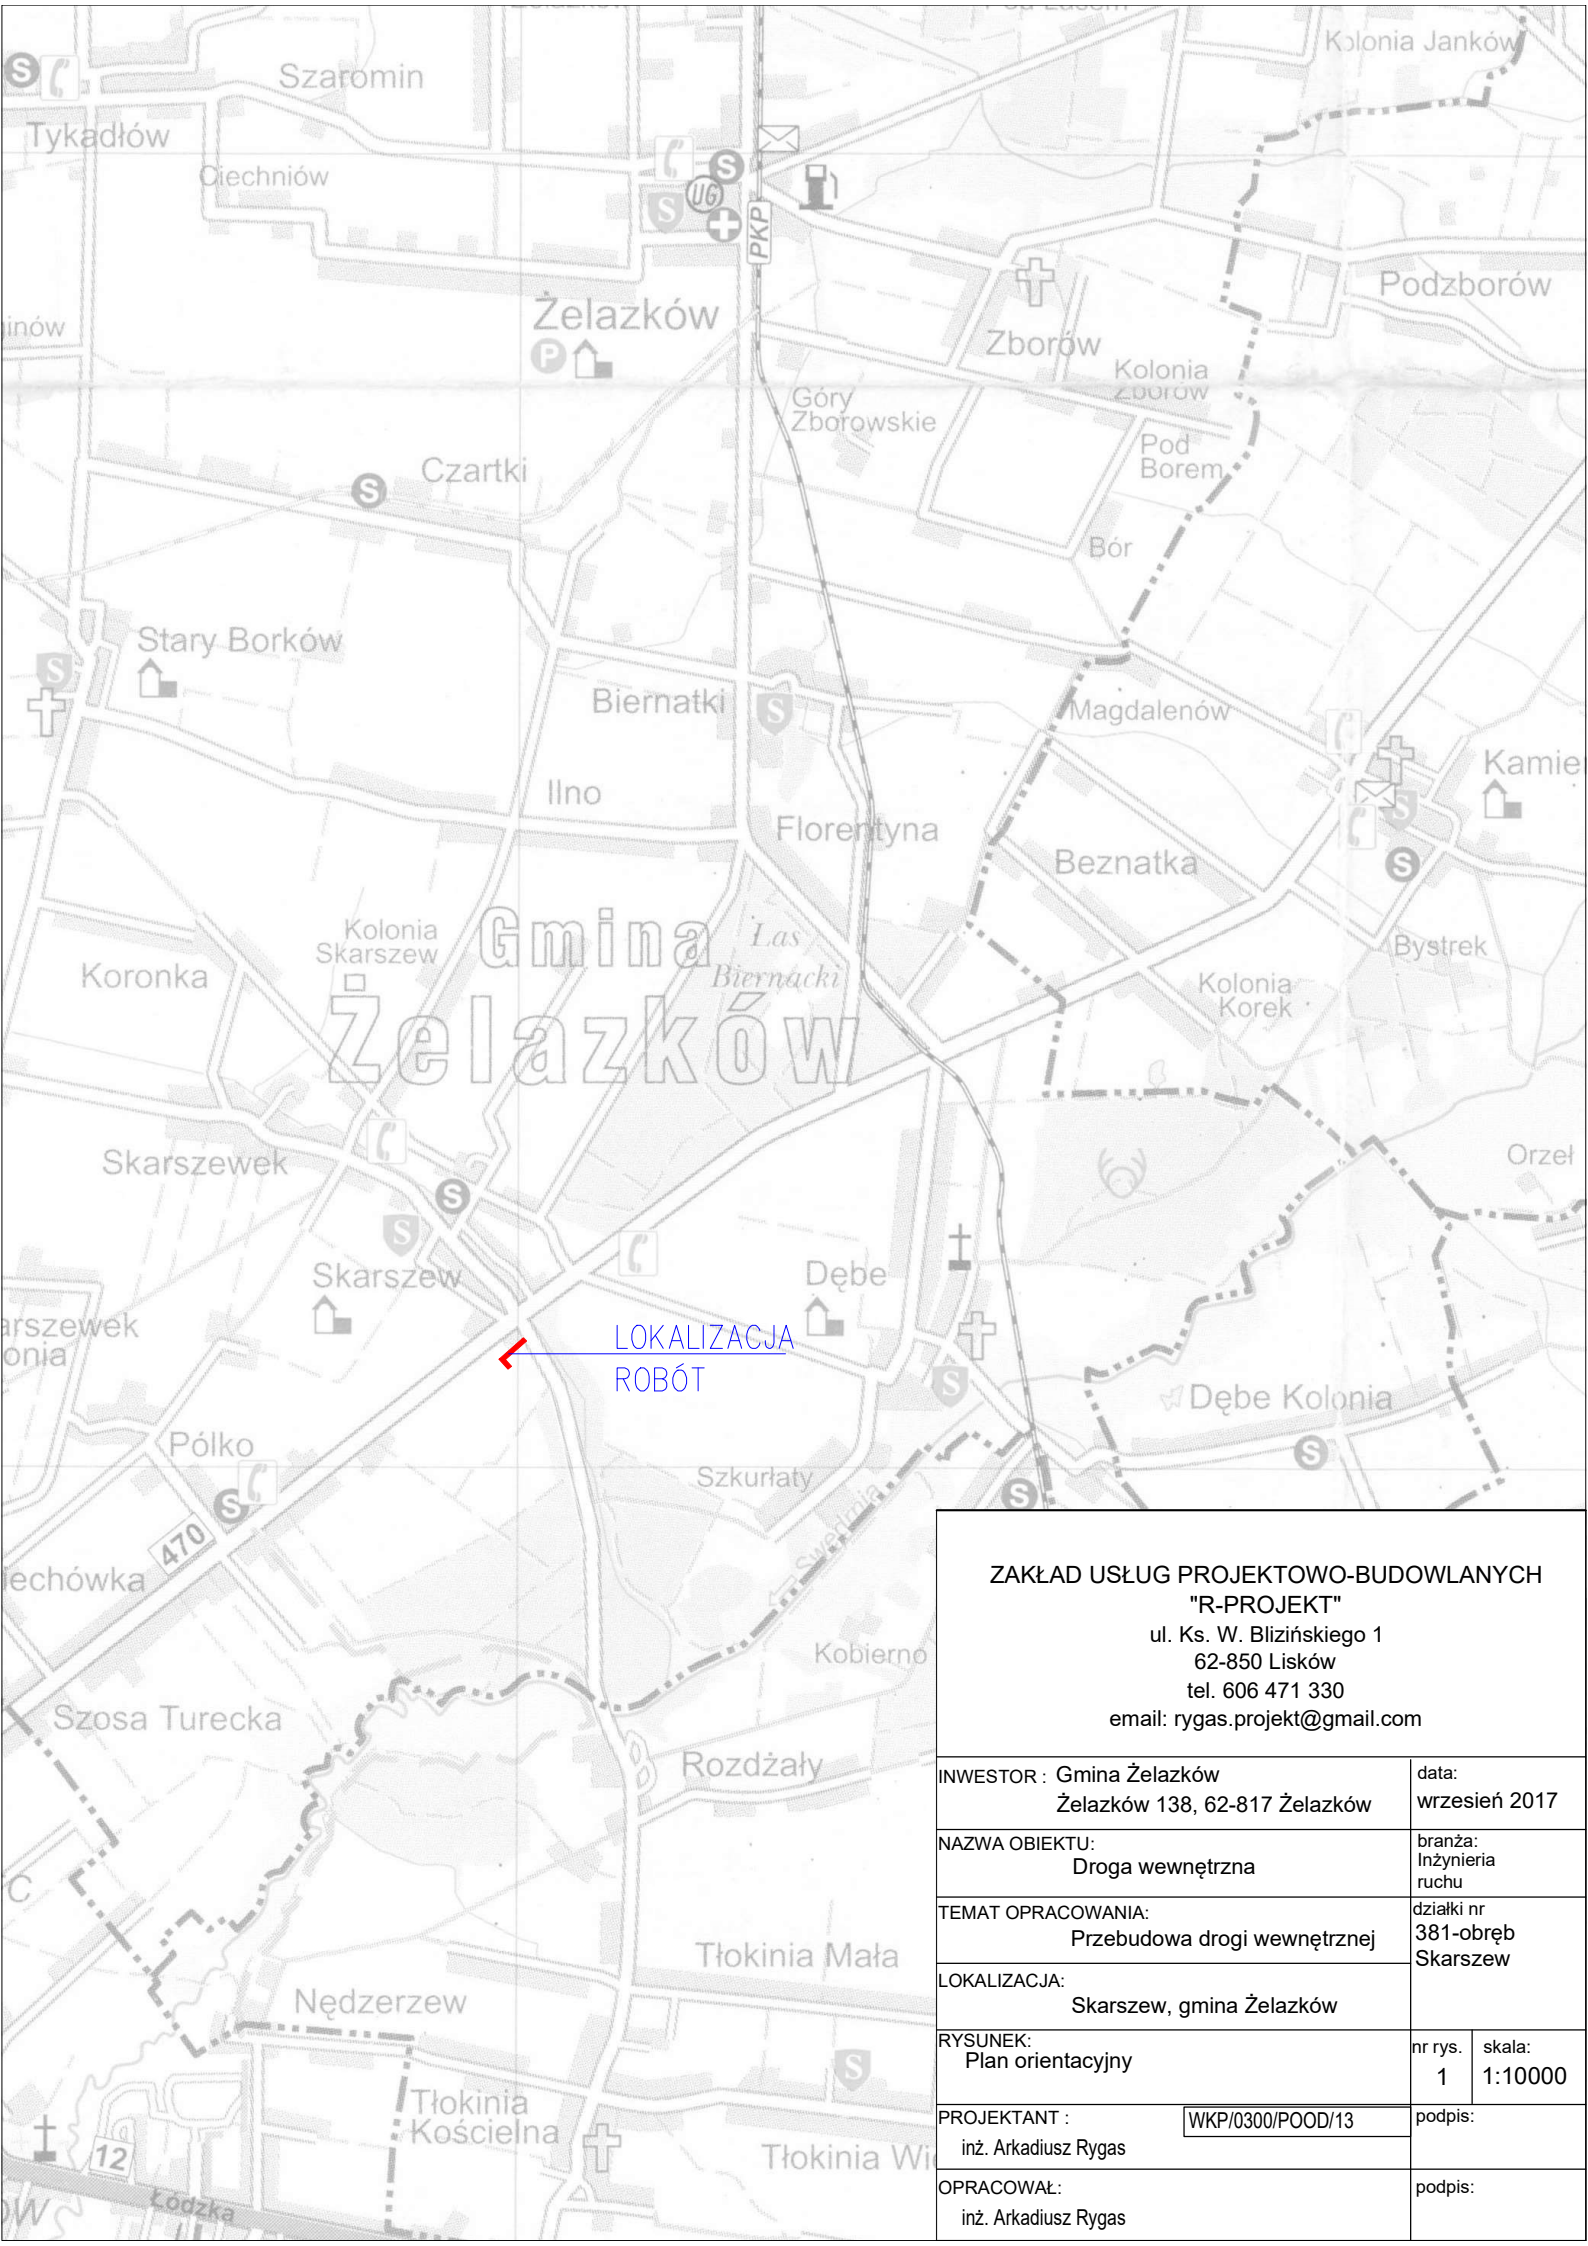 Kolonia Janków
S
Szaromin
Tykadłów
Ciechniów
S
UG
S
PKP
Podzborów
Żelazków
P
Zborów
Kolonia
Zborów
Góry
Zborowskie
Pod
Borem
Czartki
S
Bór
Stary Borków
S
Biernatki
S
Magdalenów
Ilno
Florentyna
Beznatka
S
S
Kolonia
Skarszew
Gmina
Żelazków
Las
Biernacki
Koronka
Bystrek
Kolonia
Korek
Skarszewek
S
S
Orzeł
Skarszew
Dębe
LOKALIZACJA
ROBÓT
S
Dębe Kolonia
S
Pólko
S
470
Szkurłaty
S
Swędrnia
Kobierno
Szosa Turecka
Rozdżały
Tłokinia Mała
Nędzerzew
S
Tłokinia
Kościelna
12
Łódzka
ZAKŁAD USŁUG PROJEKTOWO-BUDOWLANYCH
"R-PROJEKT"
ul. Ks. W. Blizińskiego 1
62-850 Lisków
tel. 606 471 330
email: rygas.projekt@gmail.com
INWESTOR : Gmina Żelazków
Żelazków 138, 62-817 Żelazków
data:
wrzesień 2017
NAZWA OBIEKTU:
Droga wewnętrzna
branża:
Inżynieria
ruchu
TEMAT OPRACOWANIA:
Przebudowa drogi wewnętrznej
działki nr
381-obręb
Skarszew
LOKALIZACJA:
Skarszew, gmina Żelazków
RYSUNEK:
Plan orientacyjny
nr rys.
1
skala:
1:10000
PROJEKTANT :
WKP/0300/POOD/13
inż. Arkadiusz Rygas
podpis:
OPRACOWAŁ:
inż. Arkadiusz Rygas
podpis: